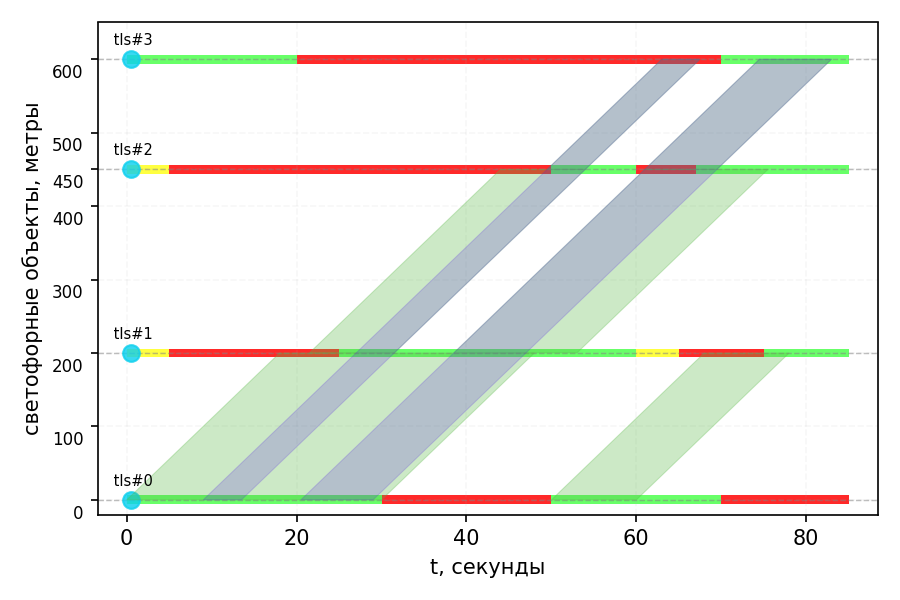 tls#3
600
500
tls#2
450
400
300
tls#1
200
100
tls#0
0
0 20 40 60 80
t, секунды
светофорные объекты, метры